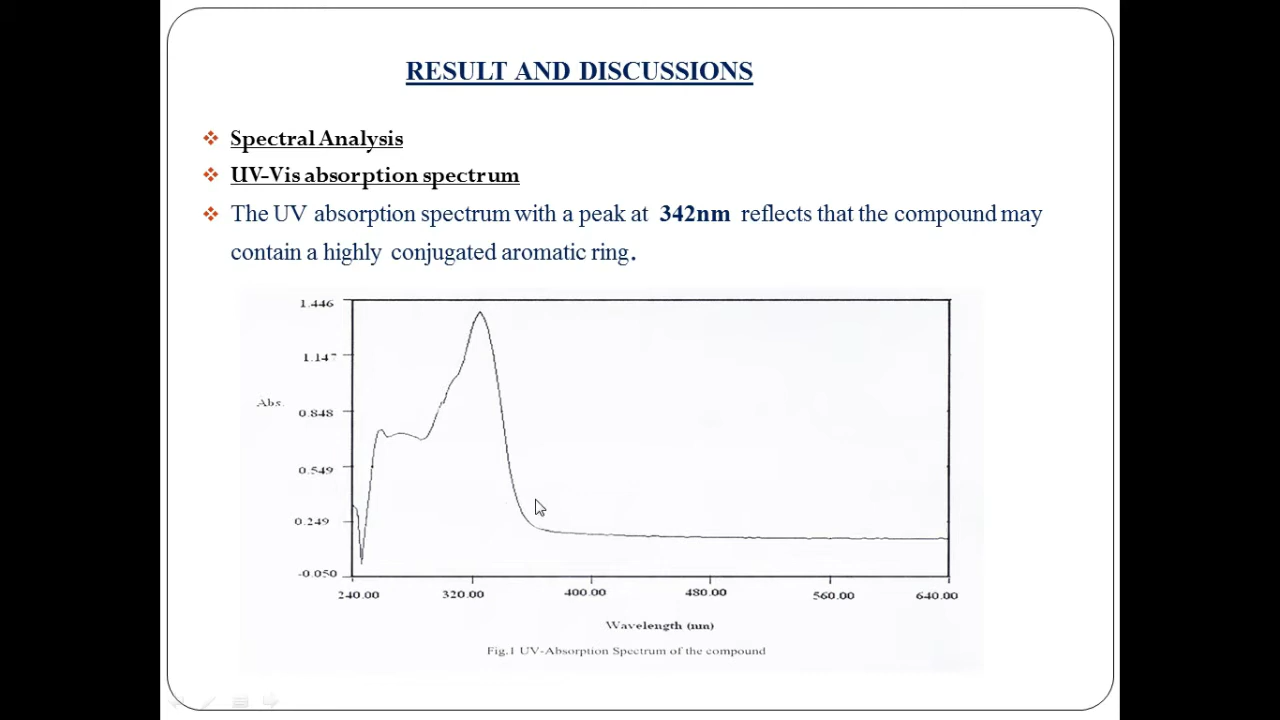 RESULT AND DISCUSSIONS
Spectral Analysis
UV-Vis absorption spectrum
The UV absorption spectrum with a peak at 342nm reflects that the compound may
contain a highly conjugated aromatic ring.
1.446
1.147
Abs.
0.848
0.549
0.249
-0.050
240.00 320.00 400.00 480.00 560.00 640.00
Wavelength (nm)
Fig.1 UV-Absorption Spectrum of the compound